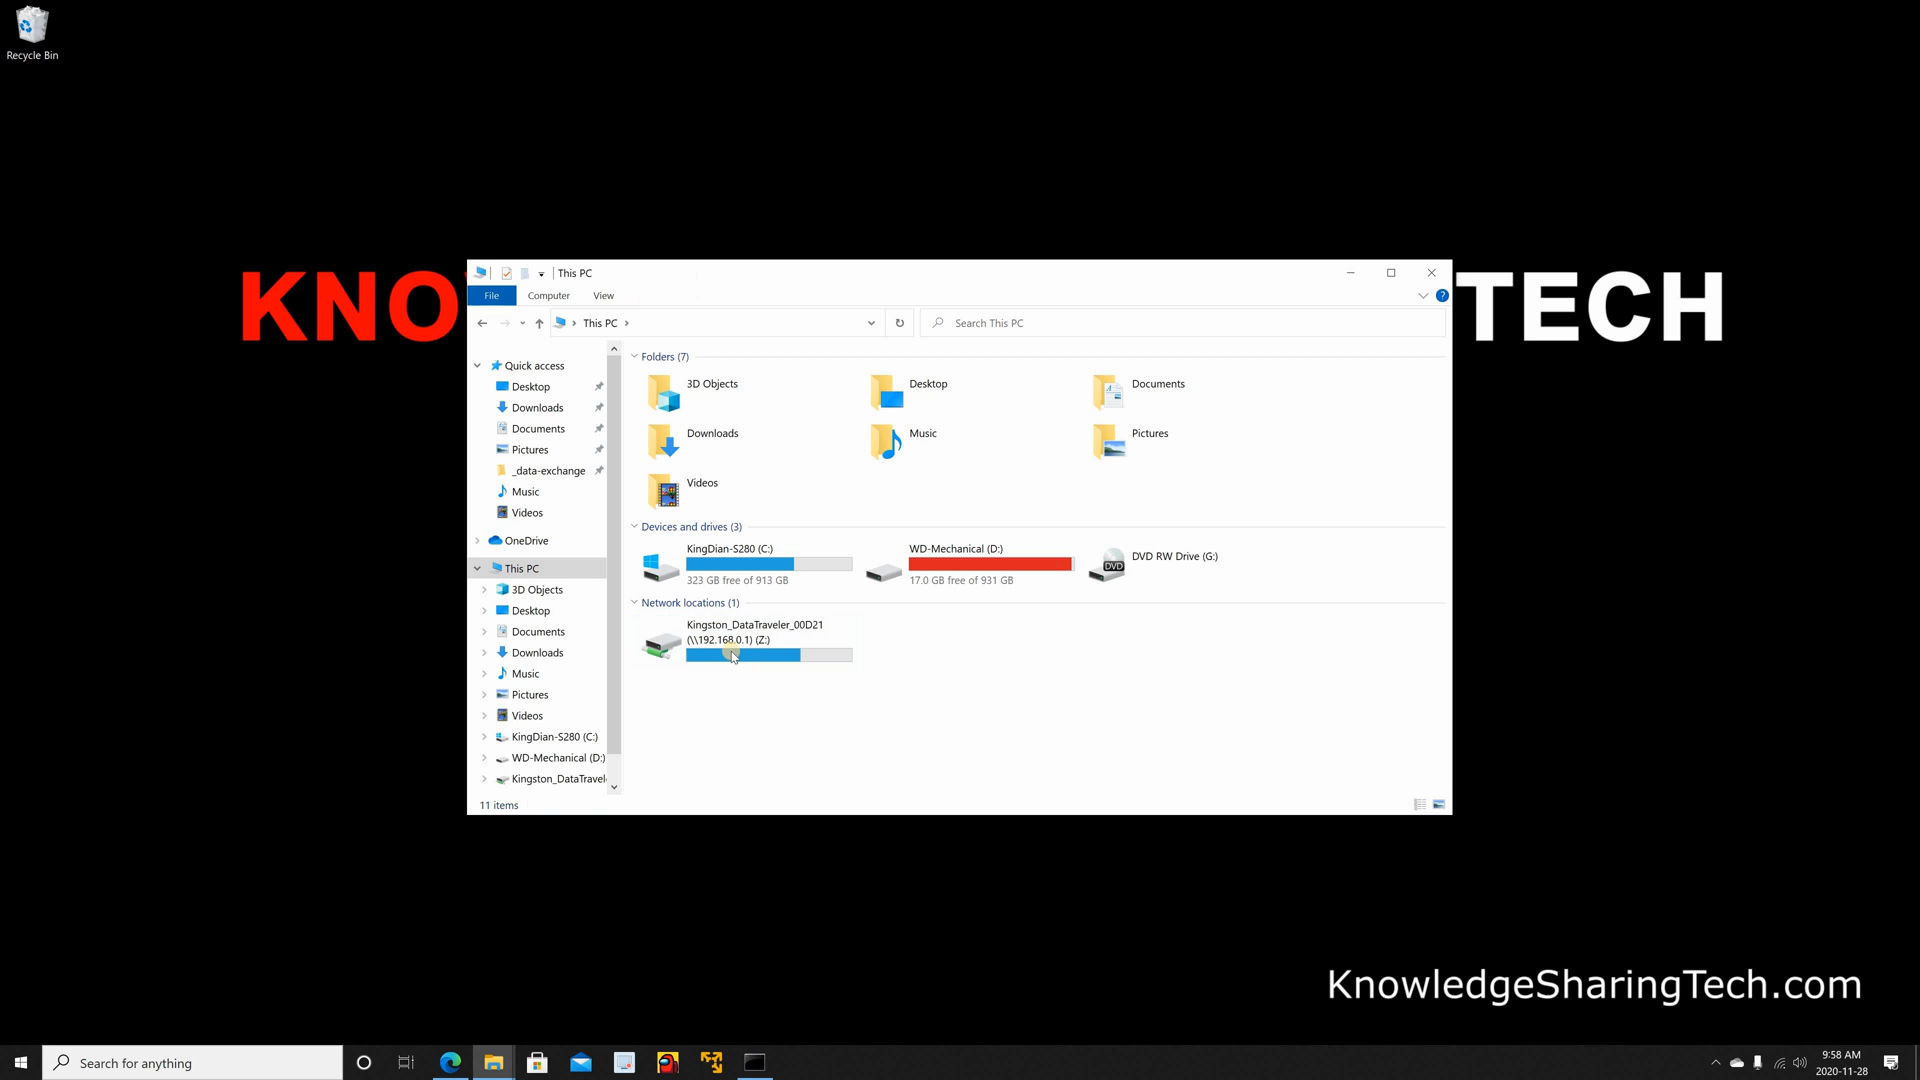 Recycle Bin
KNO
TECH
This PC
File
Computer
View
This PC
Search This PC
Quick access
Desktop
Downloads
Documents
Pictures
_data-exchange
Music
Videos
OneDrive
This PC
3D Objects
Desktop
Documents
Downloads
Music
Pictures
Videos
KingDian-S280 (C:)
WD-Mechanical (D:)
Kingston_DataTravele
Folders (7)
3D Objects
Desktop
Documents
Downloads
Music
Pictures
Videos
Devices and drives (3)
KingDian-S280 (C:)
323 GB free of 913 GB
WD-Mechanical (D:)
17.0 GB free of 931 GB
DVD RW Drive (G:)
DVD
Network locations (1)
Kingston_DataTraveler_00D21
(\\192.168.0.1) (Z:)
11 items
KnowledgeSharingTech.com
Search for anything
9:58 AM
2020-11-28